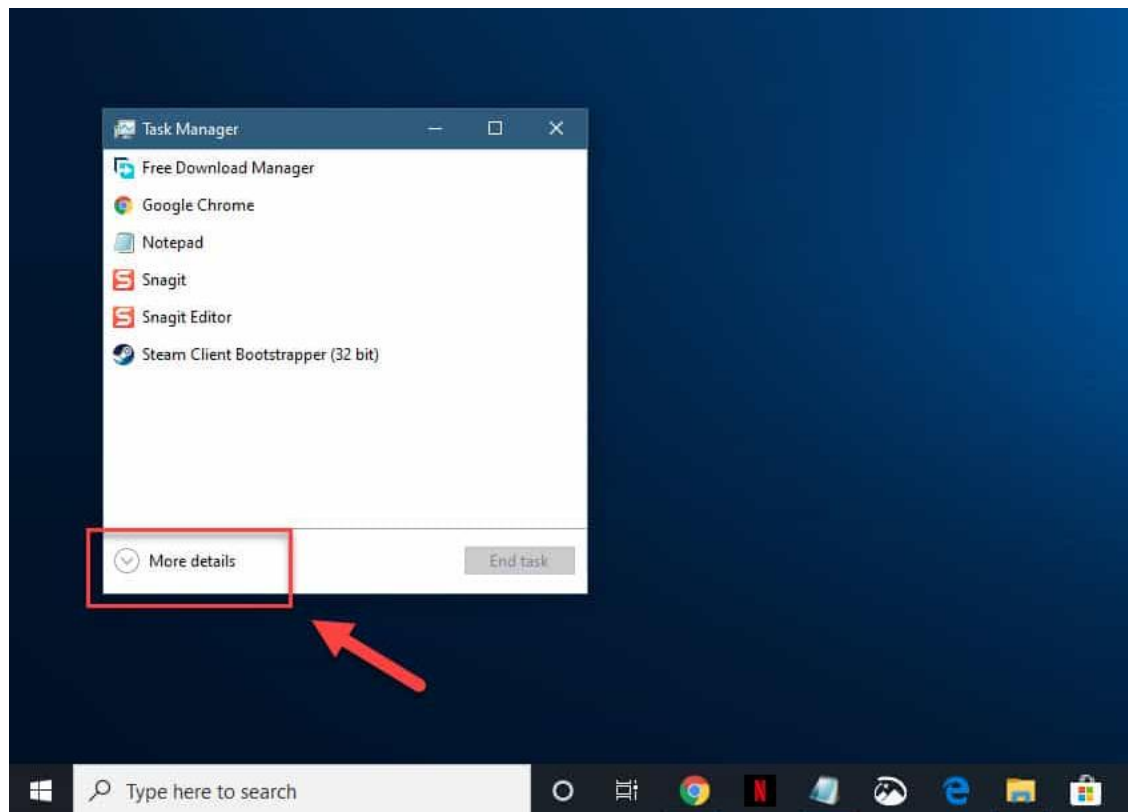 Task Manager
Free Download Manager
Google Chrome
Notepad
Snagit
Snagit Editor
Steam Client Bootstrapper (32 bit)
More details
End task
Type here to search